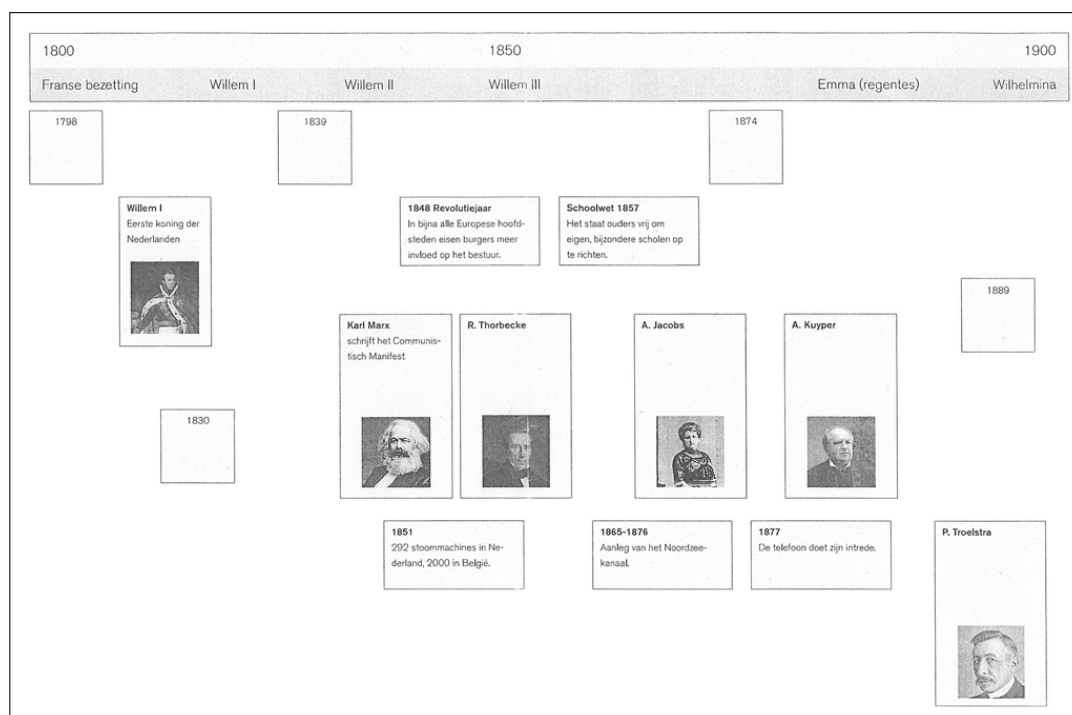 1800 1850 1900
Franse bezetting Willem I Willem II Willem III Emma (regentes) Wilhelmina
1798
1839
1874
Willem I
Eerste koning der
Nederlanden
1848 Revolutiejaar
In bijna alle Europese hoofd-
steden eisen burgers meer
invloed op het bestuur.
Schoolwet 1857
Het staat ouders vrij om
eigen, bijzondere scholen op
te richten.
1889
Karl Marx
schrijft het Communis-
tisch Manifest
R. Thorbecke
A. Jacobs
A. Kuyper
1830
1851
292 stoommachines in Ne-
derland, 2000 in België.
1865-1876
Aanleg van het Noordzee-
kanaal.
1877
De telefoon doet zijn intrede.
P. Troelstra